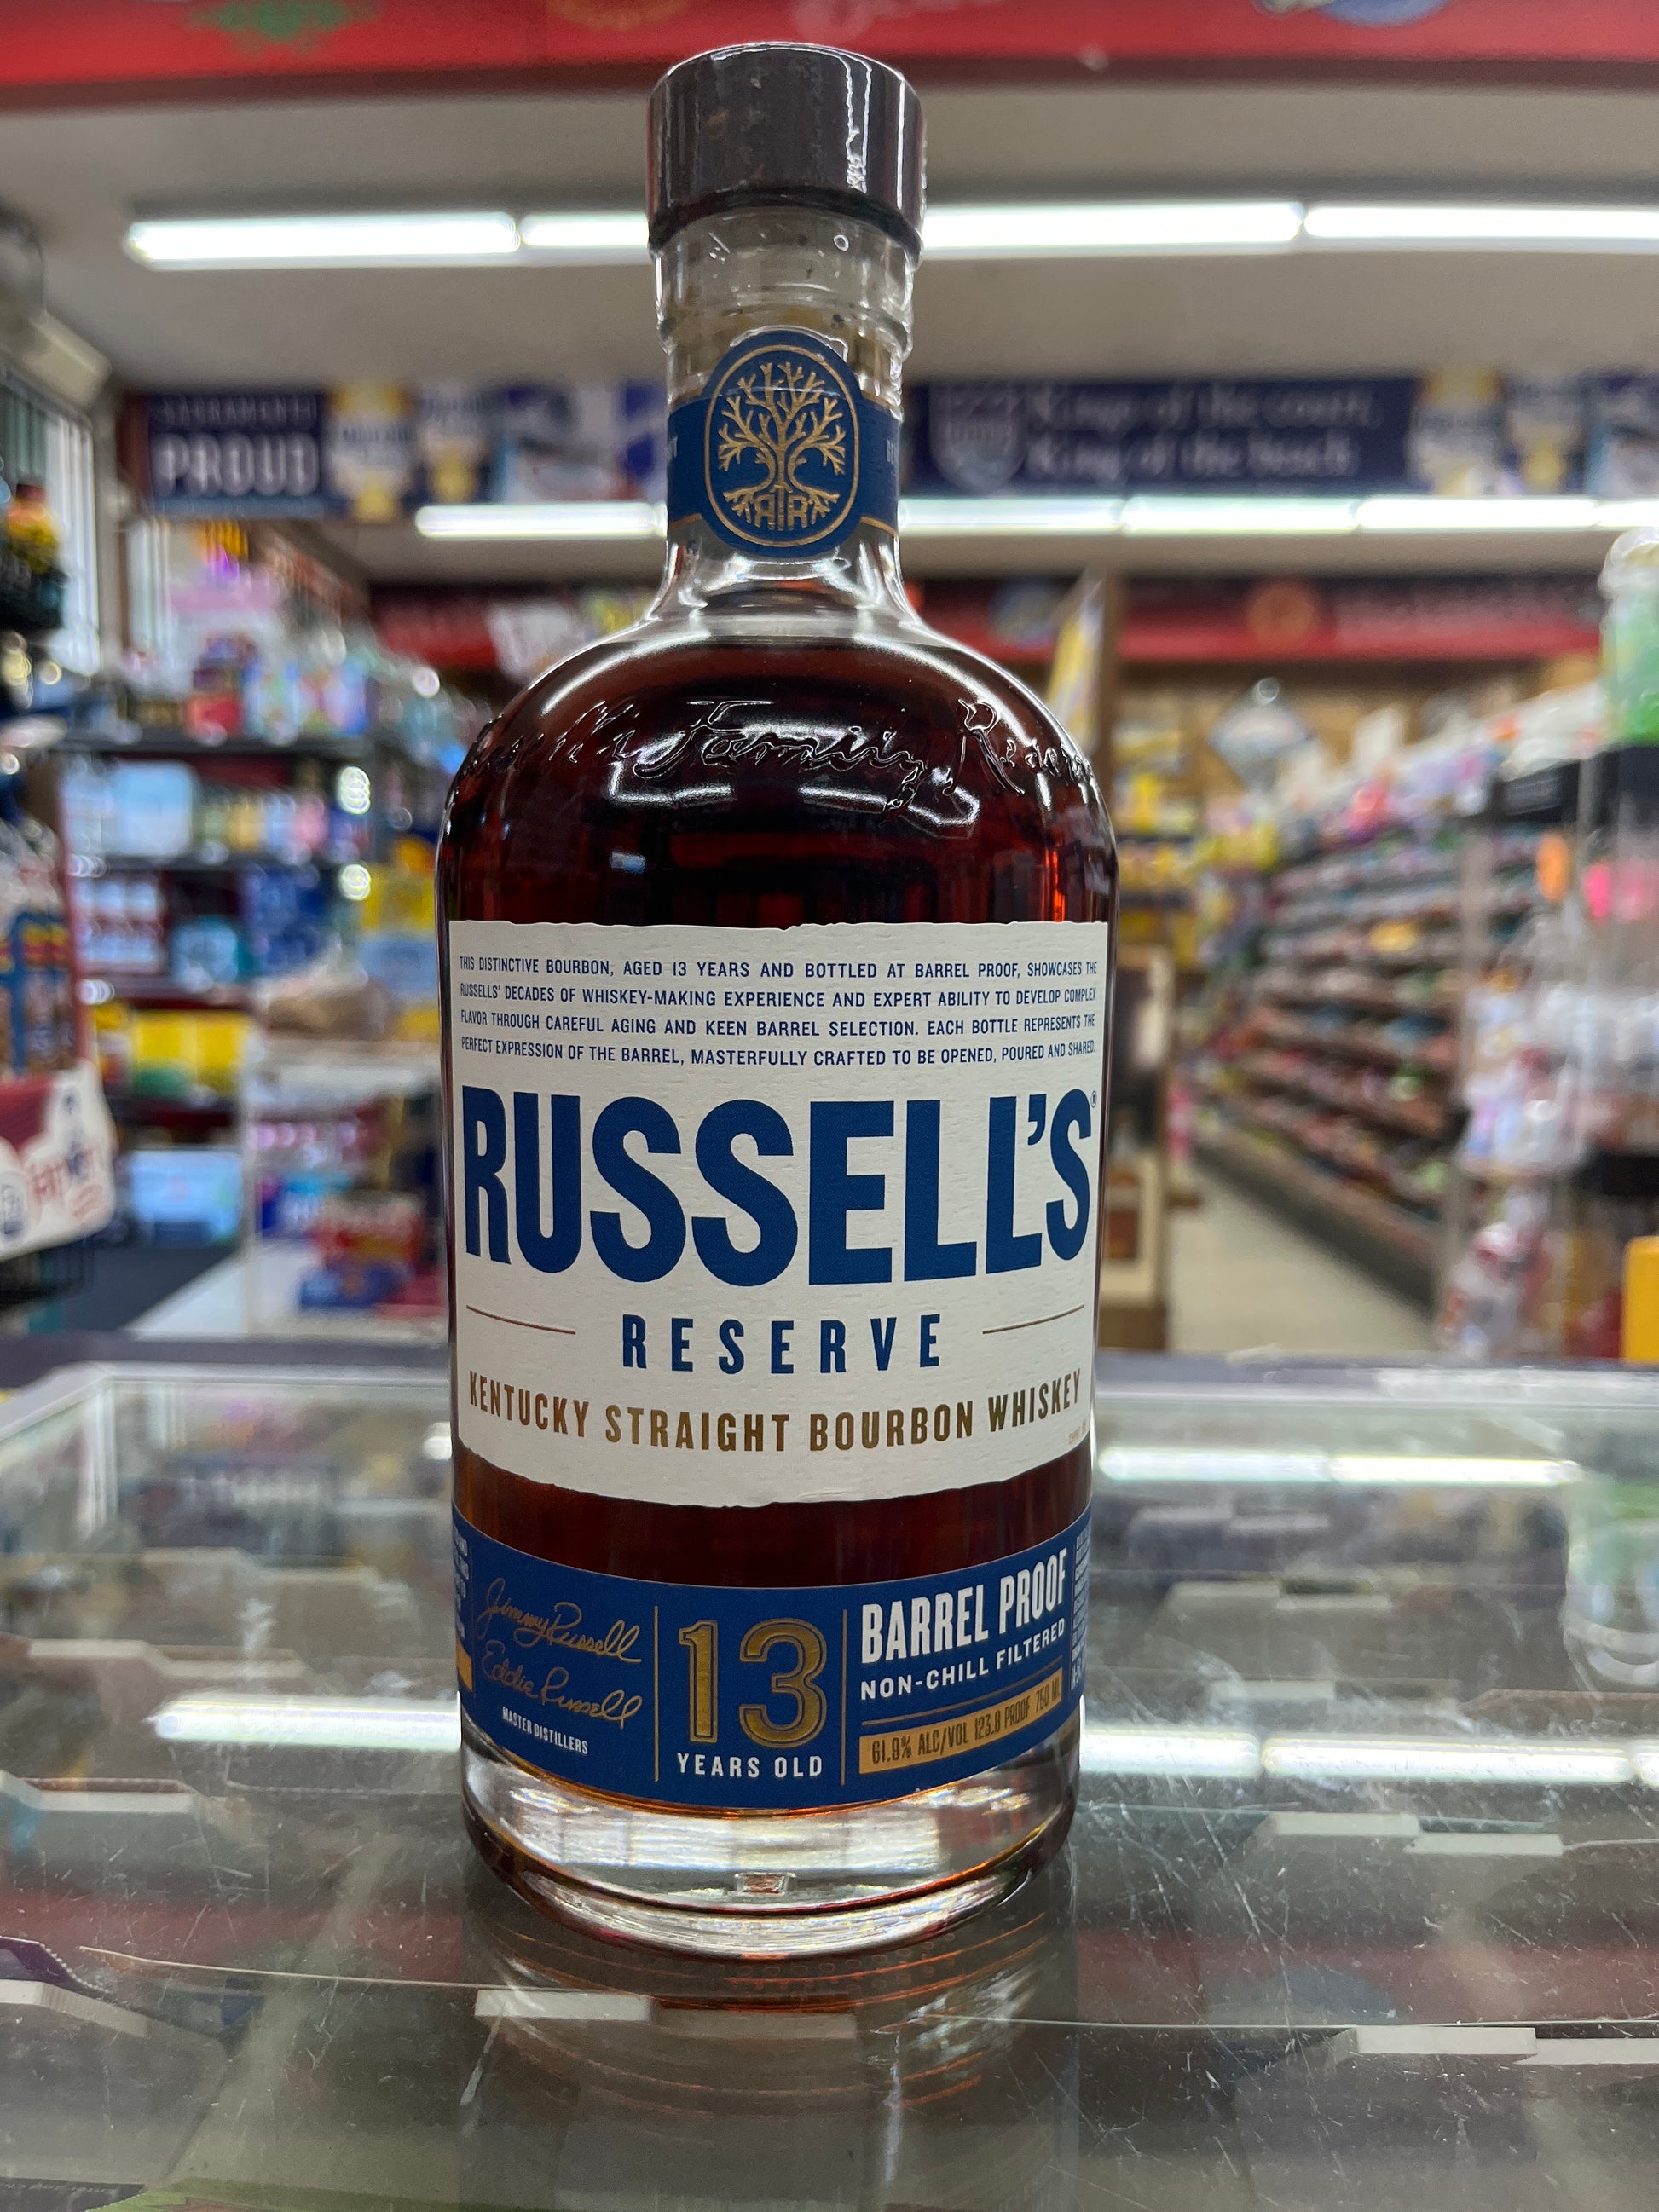 PROUD
Kings of the court.
King of the beach
RTR
Family Reserve
THIS DISTINCTIVE BOURBON, AGED 13 YEARS AND BOTTLED AT BARREL PROOF, SHOWCASES THE
RUSSELLS' DECADES OF WHISKEY-MAKING EXPERIENCE AND EXPERT ABILITY TO DEVELOP COMPLEX
FLAVOR THROUGH CAREFUL AGING AND KEEN BARREL SELECTION. EACH BOTTLE REPRESENTS THE
PERFECT EXPRESSION OF THE BARREL, MASTERFULLY CRAFTED TO BE OPENED, POURED AND SHARED.
RUSSELL'S®
RESERVE
KENTUCKY STRAIGHT BOURBON WHISKEY
Jimmy Russell
Eddie Russell
MASTER DISTILLERS
13
YEARS OLD
BARREL PROOF
NON-CHILL FILTERED
61.9% ALC/VOL 123.8 PROOF 750 ML